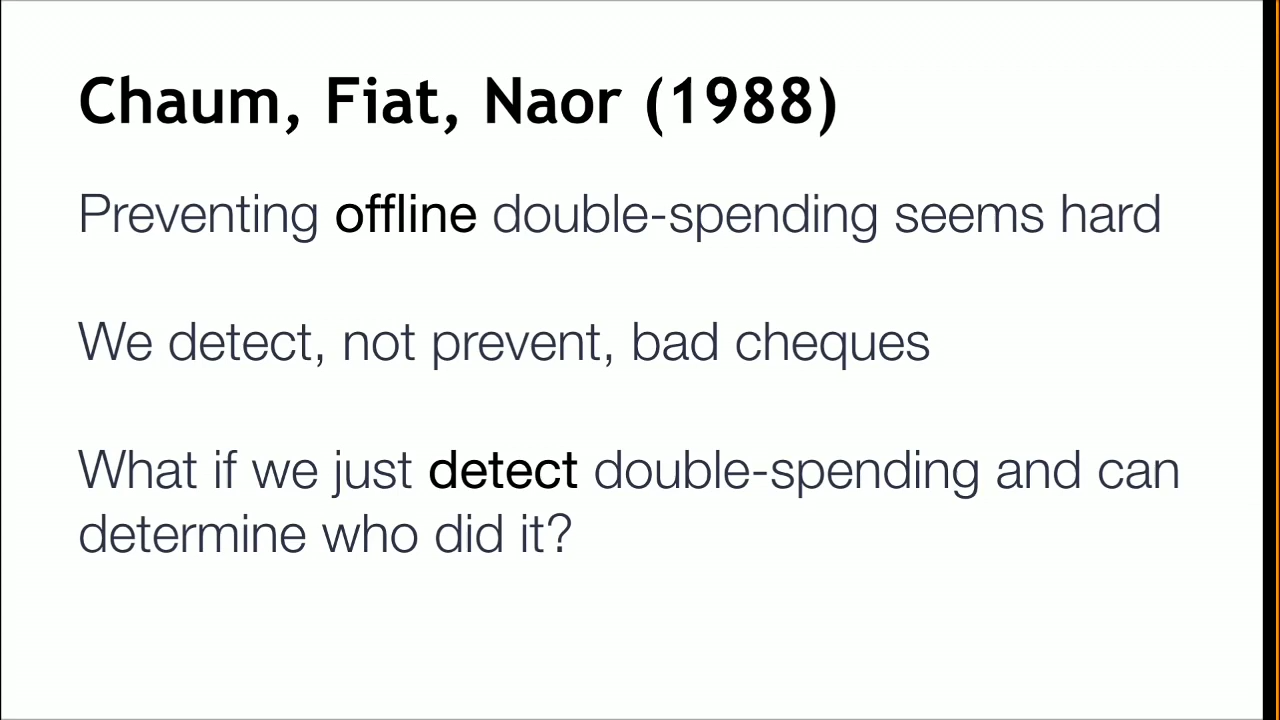 Chaum, Fiat, Naor (1988)
Preventing offline double-spending seems hard
We detect, not prevent, bad cheques
What if we just detect double-spending and can
determine who did it?